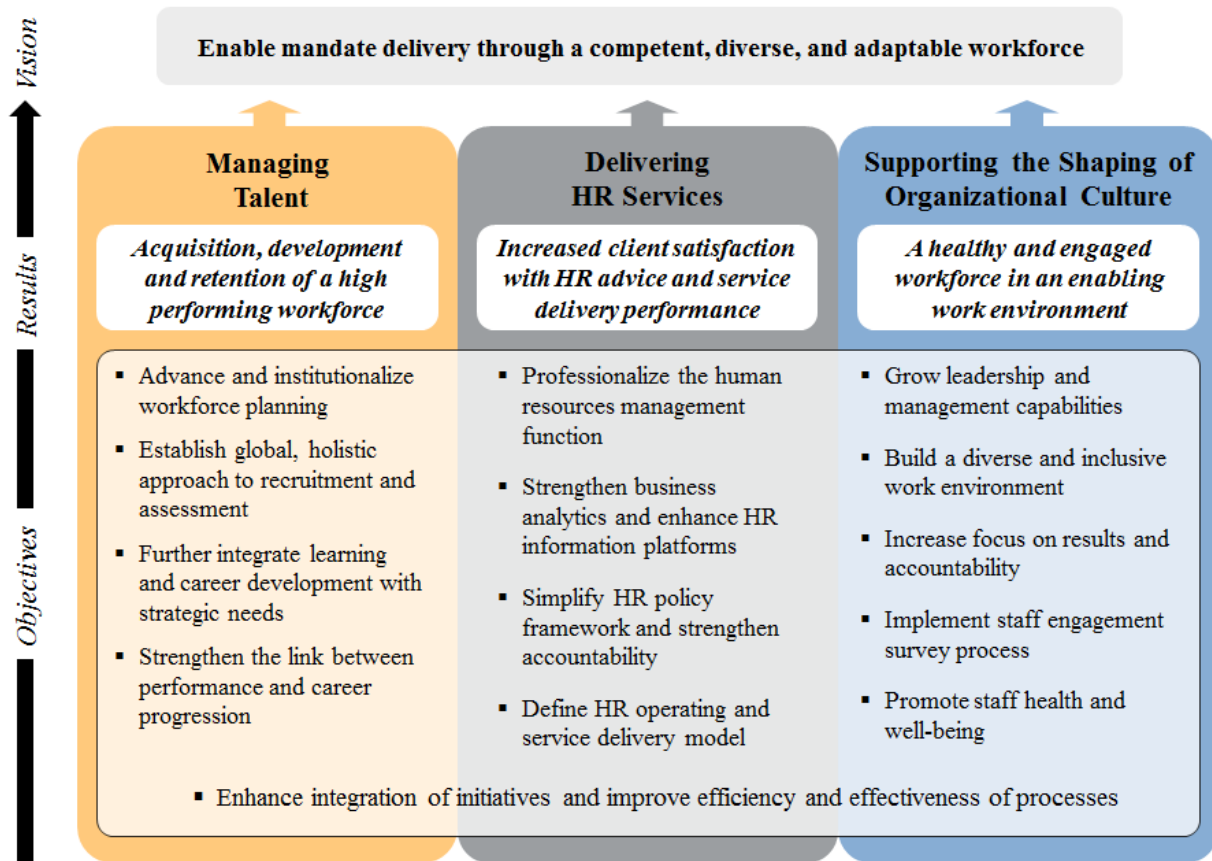 Vision
Enable mandate delivery through a competent, diverse, and adaptable workforce
Managing
Talent
Acquisition, development
and retention of a high
performing workforce
Delivering
HR Services
Increased client satisfaction
with HR advice and service
delivery performance
Supporting the Shaping of
Organizational Culture
A healthy and engaged
workforce in an enabling
work environment
Results
Objectives
▪ Advance and institutionalize
workforce planning
▪ Establish global, holistic
approach to recruitment and
assessment
▪ Further integrate learning
and career development with
strategic needs
▪ Strengthen the link between
performance and career
progression
▪ Professionalize the human
resources management
function
▪ Strengthen business
analytics and enhance HR
information platforms
▪ Simplify HR policy
framework and strengthen
accountability
▪ Define HR operating and
service delivery model
▪ Grow leadership and
management capabilities
▪ Build a diverse and inclusive
work environment
▪ Increase focus on results and
accountability
▪ Implement staff engagement
survey process
▪ Promote staff health and
well-being
▪ Enhance integration of initiatives and improve efficiency and effectiveness of processes